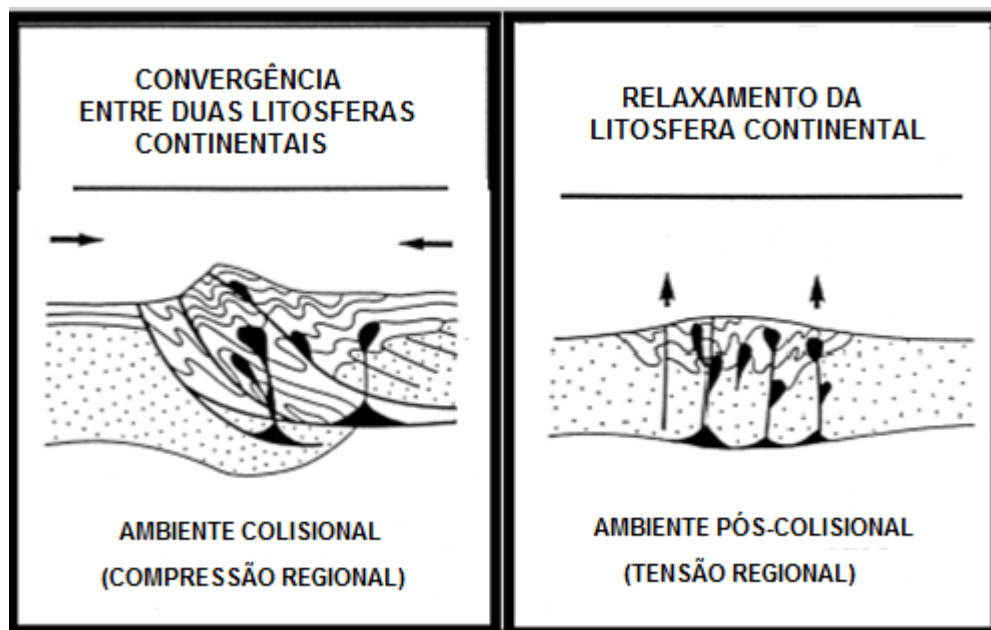 CONVERGÊNCIA
ENTRE DUAS LITOSFERAS
CONTINENTAIS
AMBIENTE COLISIONAL
(COMPRESSÃO REGIONAL)
RELAXAMENTO DA
LITOSFERA CONTINENTAL
AMBIENTE PÓS-COLISIONAL
(TENSÃO REGIONAL)